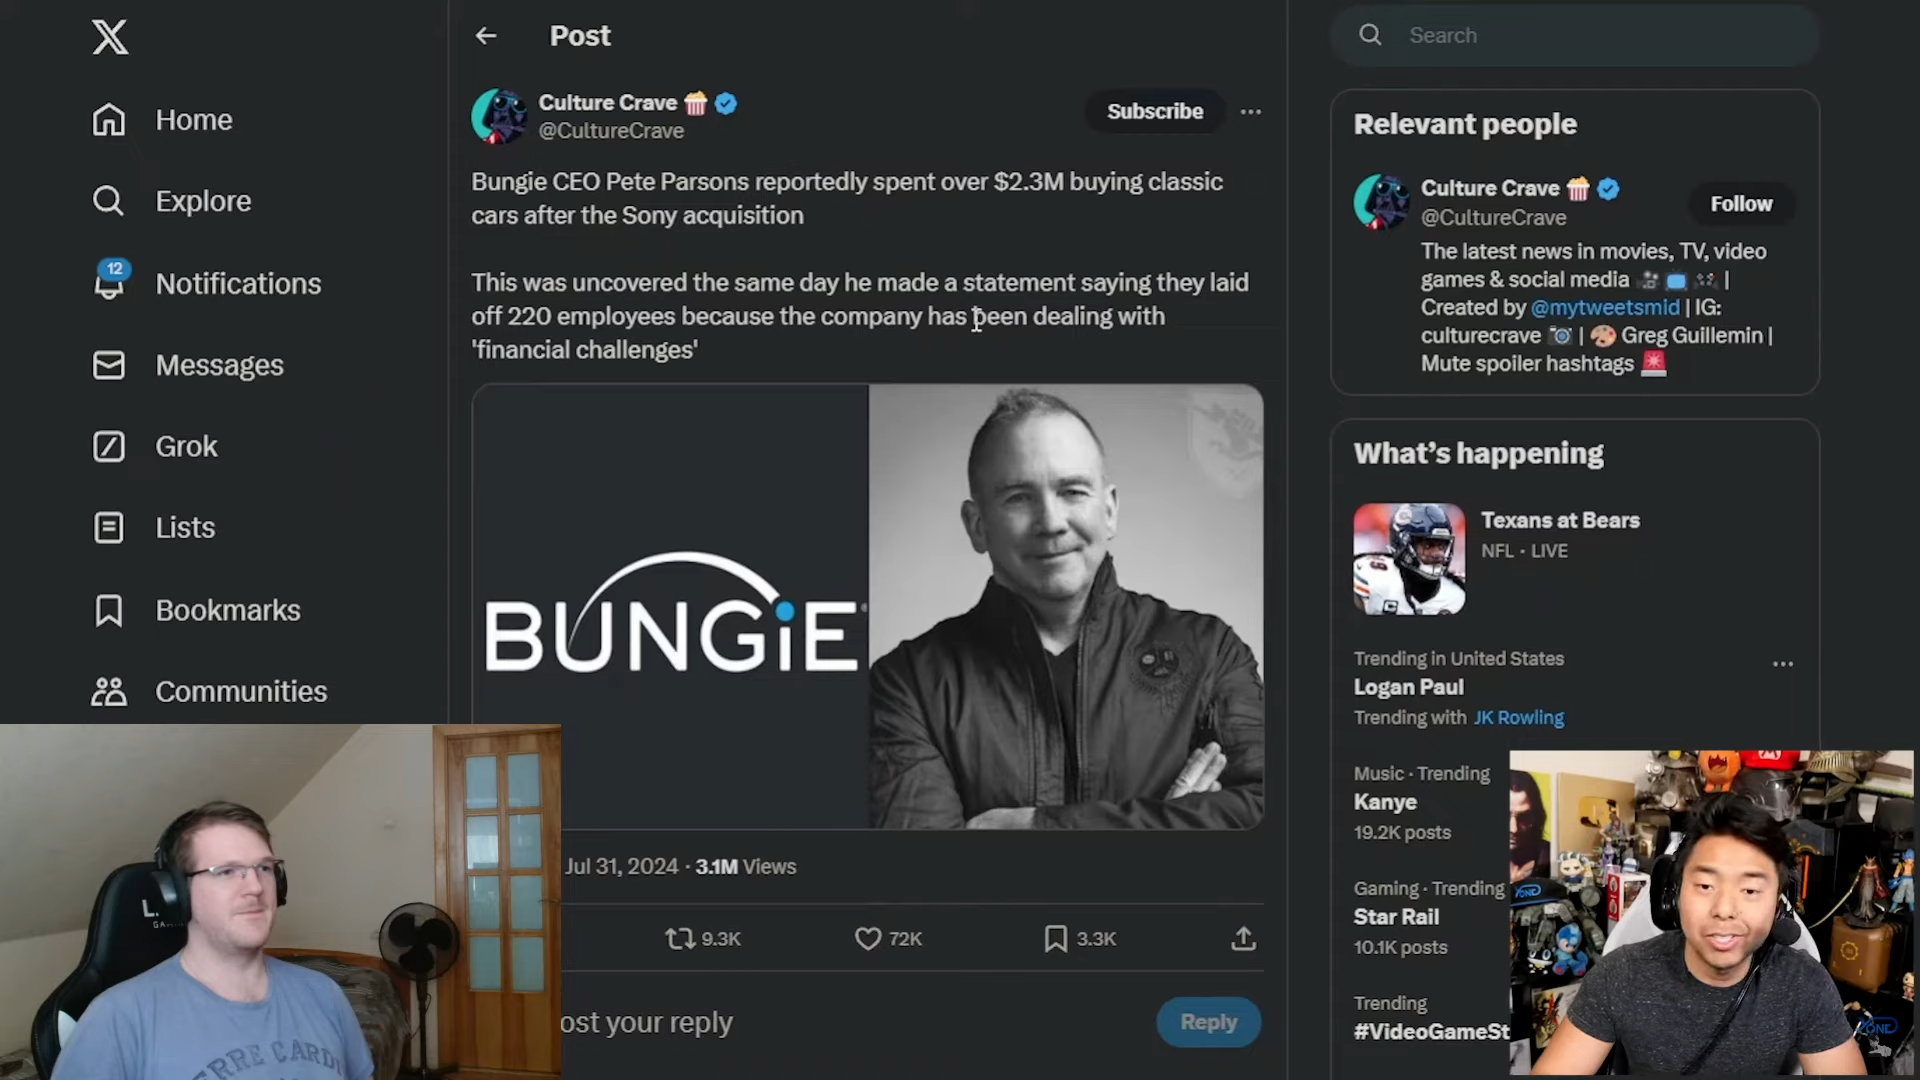 Home
Explore
12
Notifications
Messages
Grok
Lists
Bookmarks
Communities
Post
Culture Crave
@CultureCrave
Subscribe
Bungie CEO Pete Parsons reportedly spent over $2.3M buying classic
cars after the Sony acquisition
This was uncovered the same day he made a statement saying they laid
off 220 employees because the company has been dealing with
'financial challenges'
BUNGiE
Jul 31, 2024 · 3.1M Views
9.3K
72K
3.3K
ost your reply
Reply
Search
Relevant people
Culture Crave
@CultureCrave
Follow
The latest news in movies, TV, video
games & social media |
Created by @mytweetsmid | IG:
culturecrave | Greg Guillemin |
Mute spoiler hashtags
What's happening
Texans at Bears
NFL · LIVE
Trending in United States
Logan Paul
Trending with JK Rowling
Music · Trending
Kanye
19.2K posts
Gaming · Trending
Star Rail
10.1K posts
Trending
#VideoGameSt
ERRE CARDI
YONE